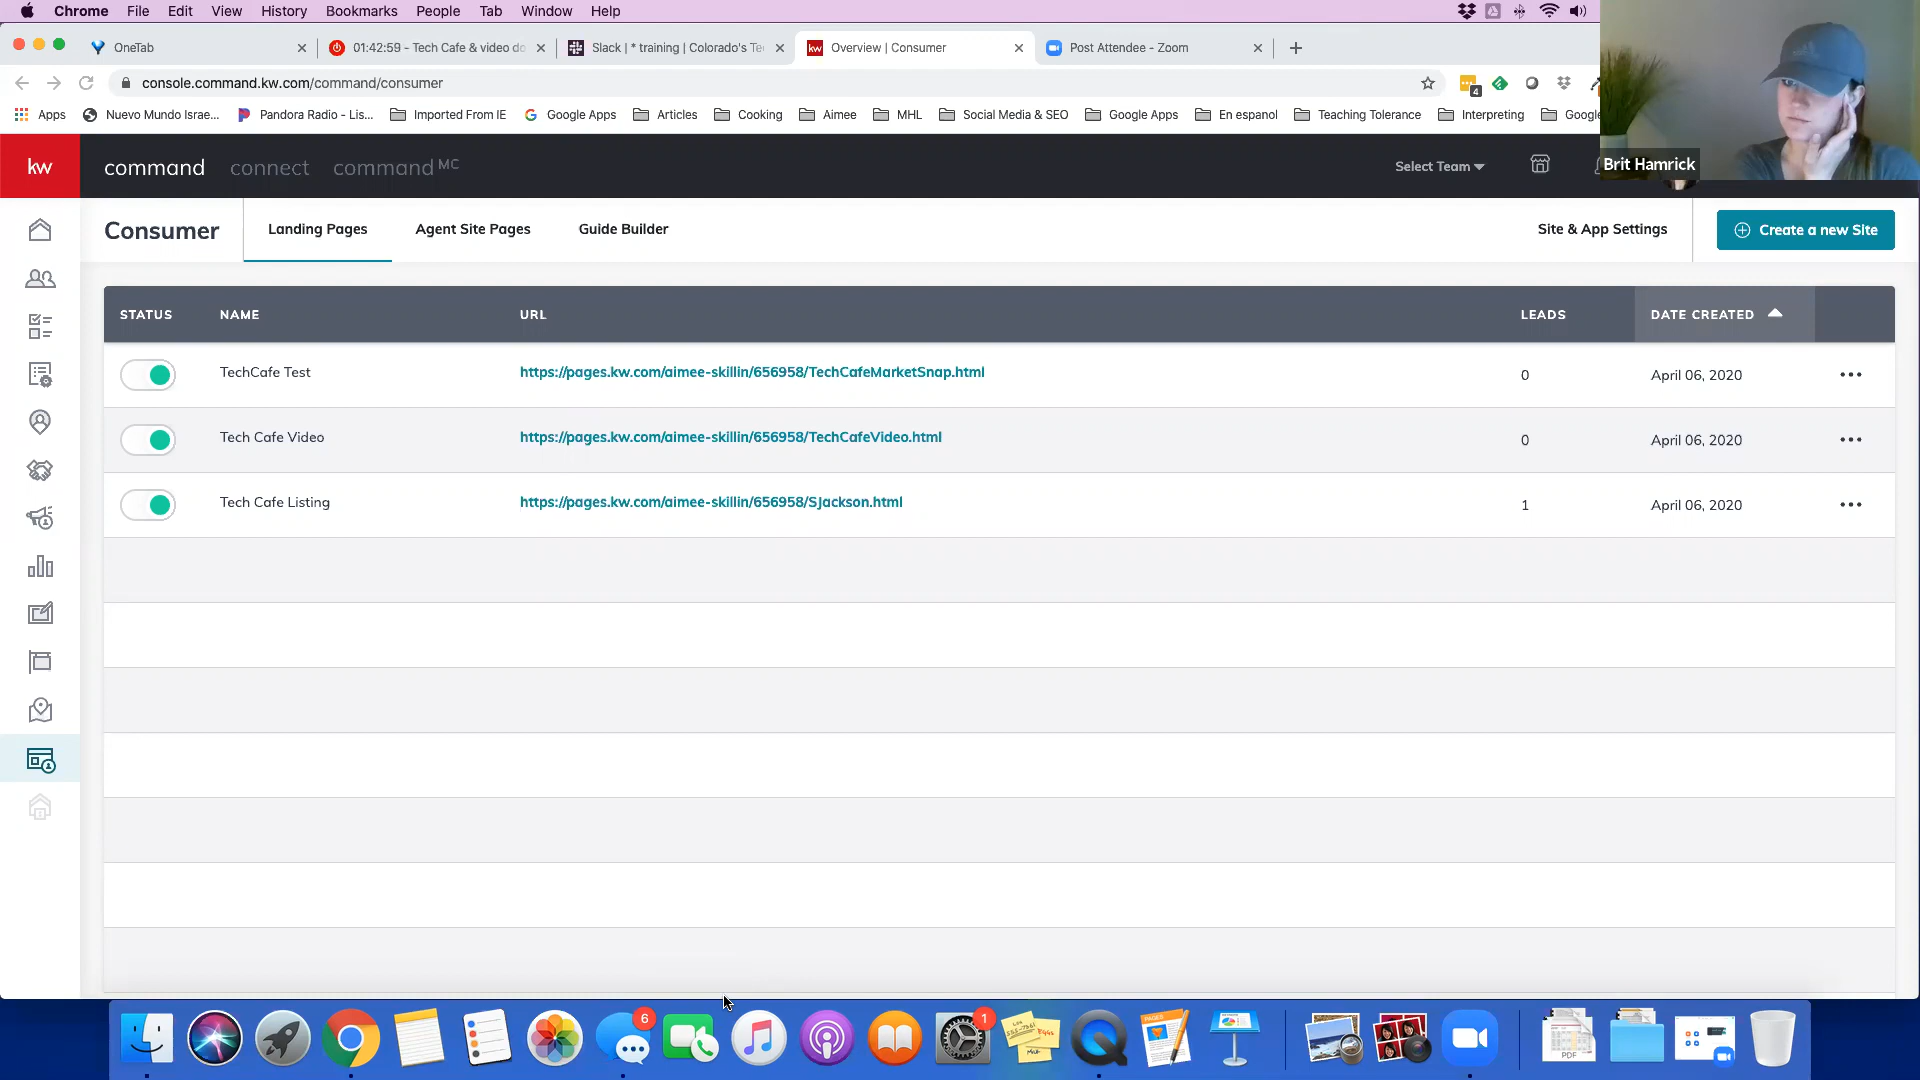 Chrome File Edit View History Bookmarks People Tab Window Help
OneTab
01:42:59 - Tech Cafe & video do
Slack | * training | Colorado's Te
kw Overview | Consumer
Post Attendee - Zoom
console.command.kw.com/command/consumer
4
Apps Nuevo Mundo Israe... Pandora Radio - Lis... Imported From IE Google Apps Articles Cooking Aimee MHL Social Media & SEO Google Apps En espanol Teaching Tolerance Interpreting Google
kw command connect command MC Select Team
Brit Hamrick
Consumer Landing Pages Agent Site Pages Guide Builder Site & App Settings Create a new Site
STATUS NAME URL LEADS DATE CREATED
TechCafe Test https://pages.kw.com/aimee-skillin/656958/TechCafeMarketSnap.html 0 April 06, 2020
Tech Cafe Video https://pages.kw.com/aimee-skillin/656958/TechCafeVideo.html 0 April 06, 2020
Tech Cafe Listing https://pages.kw.com/aimee-skillin/656958/SJackson.html 1 April 06, 2020
6
1
PAGES
PDF